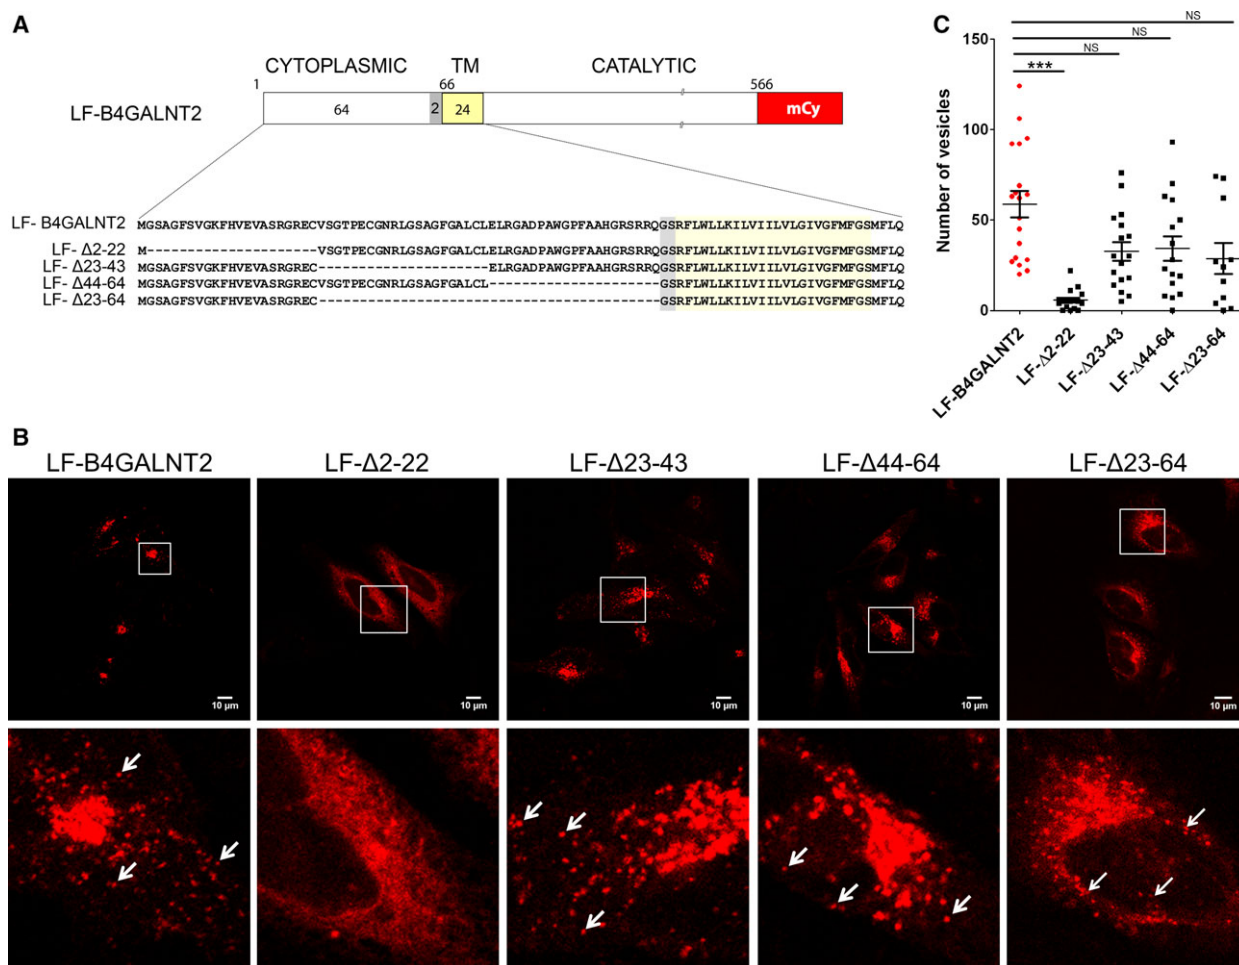 A
CYTOPLASMIC TM CATALYTIC
1 66 566
LF-B4GALNT2 64 2 24 mCy
LF- B4GALNT2 MGSAGFSVGKFHVEVASRGRECVSGTPECGNRLGSAGFGALCLELRGADPAWGPFAAHGRSRRQGSRFLWLLKILVIILVLGIVGFMFGSMFLQ
LF- Δ2-22 M---------------------VSGTPECGNRLGSAGFGALCLELRGADPAWGPFAAHGRSRRQGSRFLWLLKILVIILVLGIVGFMFGSMFLQ
LF- Δ23-43 MGSAGFSVGKFHVEVASRGREC---------------------ELRGADPAWGPFAAHGRSRRQGSRFLWLLKILVIILVLGIVGFMFGSMFLQ
LF- Δ44-64 MGSAGFSVGKFHVEVASRGRECVSGTPECGNRLGSAGFGALCL---------------------GSRFLWLLKILVIILVLGIVGFMFGSMFLQ
LF- Δ23-64 MGSAGFSVGKFHVEVASRGREC------------------------------------------GSRFLWLLKILVIILVLGIVGFMFGSMFLQ
C
NS
NS
NS
***
Number of vesicles
150
100
50
0
LF-B4GALNT2
LF-Δ2-22
LF-Δ23-43
LF-Δ44-64
LF-Δ23-64
B
LF-B4GALNT2 LF-Δ2-22 LF-Δ23-43 LF-Δ44-64 LF-Δ23-64
10 µm 10 µm 10 µm 10 µm 10 µm